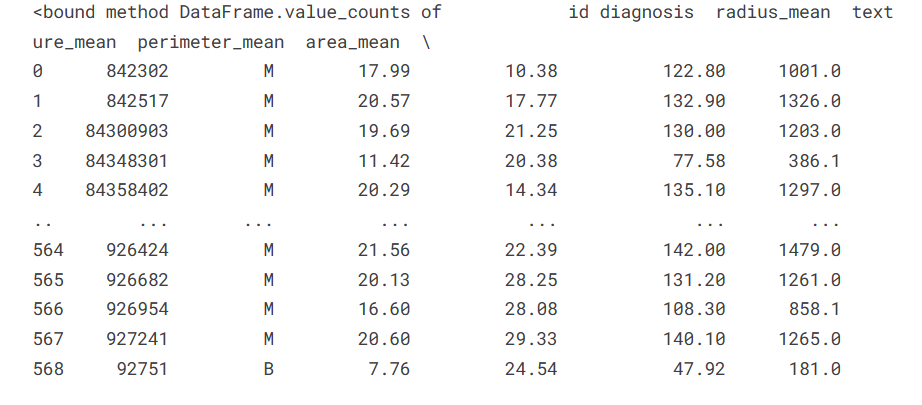 <bound method DataFrame.value_counts of            id diagnosis  radius_mean  text
ure_mean  perimeter_mean  area_mean  \
0      842302         M        17.99         10.38          122.80     1001.0
1      842517         M        20.57         17.77          132.90     1326.0
2    84300903         M        19.69         21.25          130.00     1203.0
3    84348301         M        11.42         20.38           77.58      386.1
4    84358402         M        20.29         14.34          135.10     1297.0
..        ...       ...          ...           ...             ...        ...
564    926424         M        21.56         22.39          142.00     1479.0
565    926682         M        20.13         28.25          131.20     1261.0
566    926954         M        16.60         28.08          108.30      858.1
567    927241         M        20.60         29.33          140.10     1265.0
568     92751         B         7.76         24.54           47.92      181.0